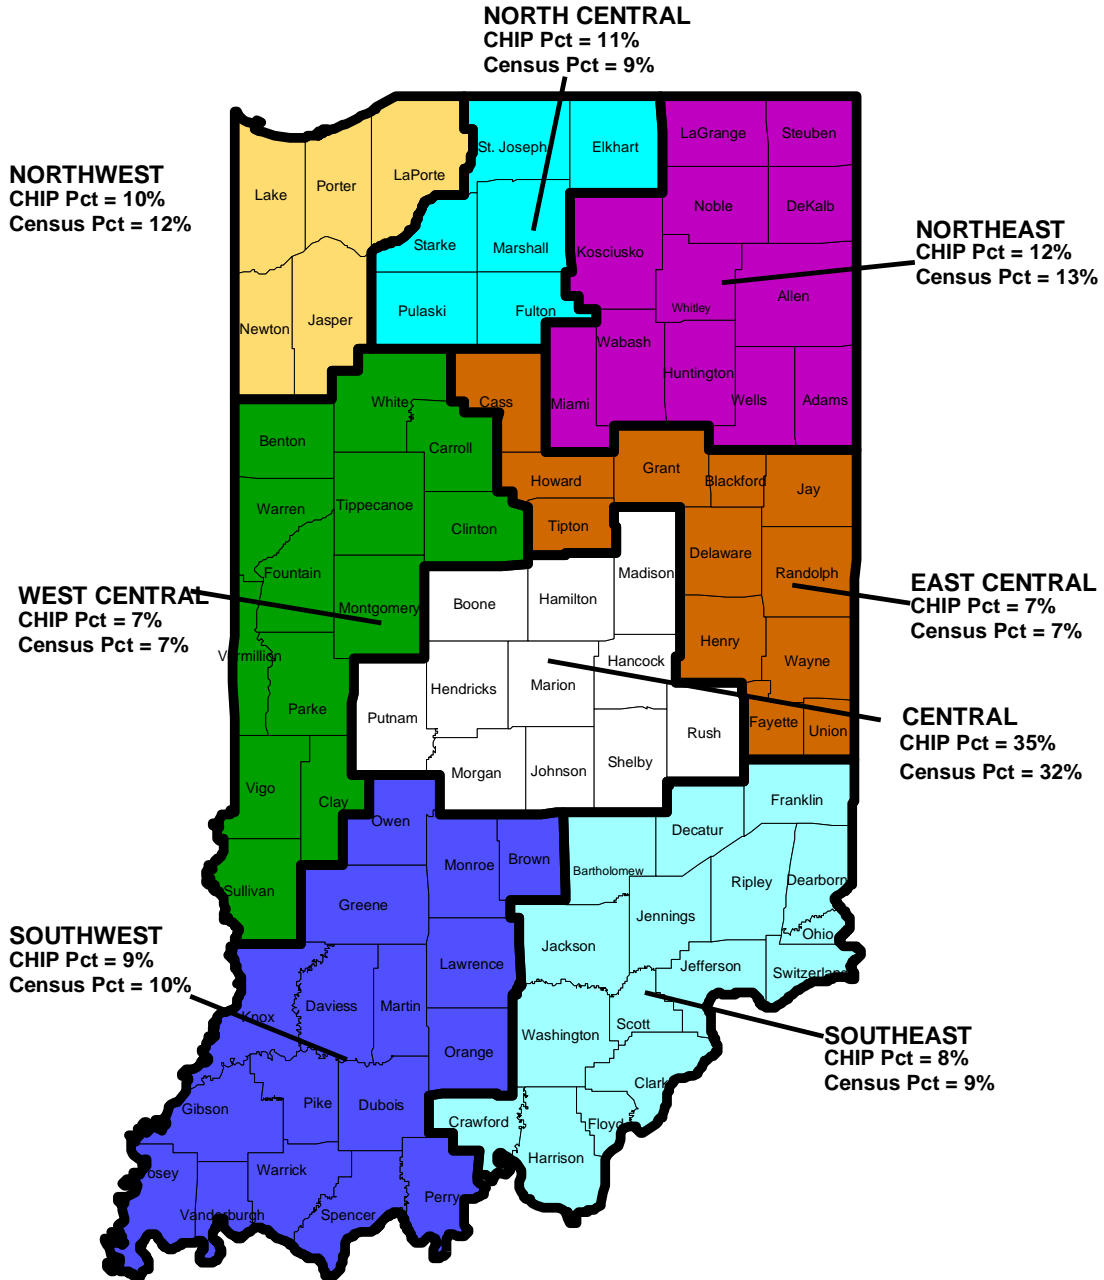 NORTH CENTRAL
CHIP Pct = 11%
Census Pct = 9%
NORTHWEST
CHIP Pct = 10%
Census Pct = 12%
NORTHEAST
CHIP Pct = 12%
Census Pct = 13%
WEST CENTRAL
CHIP Pct = 7%
Census Pct = 7%
EAST CENTRAL
CHIP Pct = 7%
Census Pct = 7%
CENTRAL
CHIP Pct = 35%
Census Pct = 32%
SOUTHWEST
CHIP Pct = 9%
Census Pct = 10%
SOUTHEAST
CHIP Pct = 8%
Census Pct = 9%
Lake
Porter
LaPorte
Newton
Jasper
St. Joseph
Elkhart
Starke
Marshall
Pulaski
Fulton
LaGrange
Steuben
Noble
DeKalb
Kosciusko
Whitley
Allen
Wabash
Huntington
Miami
Wells
Adams
White
Cass
Carroll
Benton
Warren
Tippecanoe
Clinton
Fountain
Montgomery
Vermillion
Parke
Vigo
Clay
Sullivan
Howard
Tipton
Grant
Blackford
Jay
Delaware
Randolph
Henry
Wayne
Fayette
Union
Madison
Boone
Hamilton
Hancock
Hendricks
Marion
Putnam
Rush
Morgan
Johnson
Shelby
Owen
Monroe
Brown
Greene
Lawrence
Knox
Daviess
Martin
Orange
Gibson
Pike
Dubois
osey
Warrick
Vanderburgh
Spencer
Perry
Franklin
Decatur
Bartholomew
Ripley
Dearborn
Jennings
Ohio
Jackson
Jefferson
Switzerland
Washington
Scott
Clark
Crawford
Floyd
Harrison